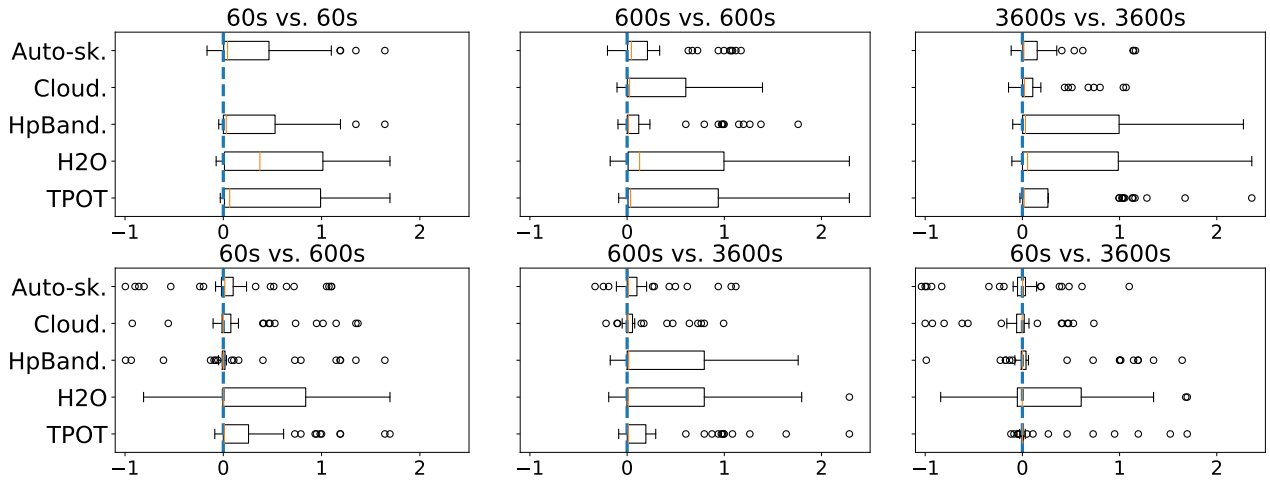 60s vs. 60s
600s vs. 600s
3600s vs. 3600s
Auto-sk.
Cloud.
HpBand.
H2O
TPOT
−1 0 1 2
−1 0 1 2
−1 0 1 2
60s vs. 600s
600s vs. 3600s
60s vs. 3600s
Auto-sk.
Cloud.
HpBand.
H2O
TPOT
−1 0 1 2
−1 0 1 2
−1 0 1 2